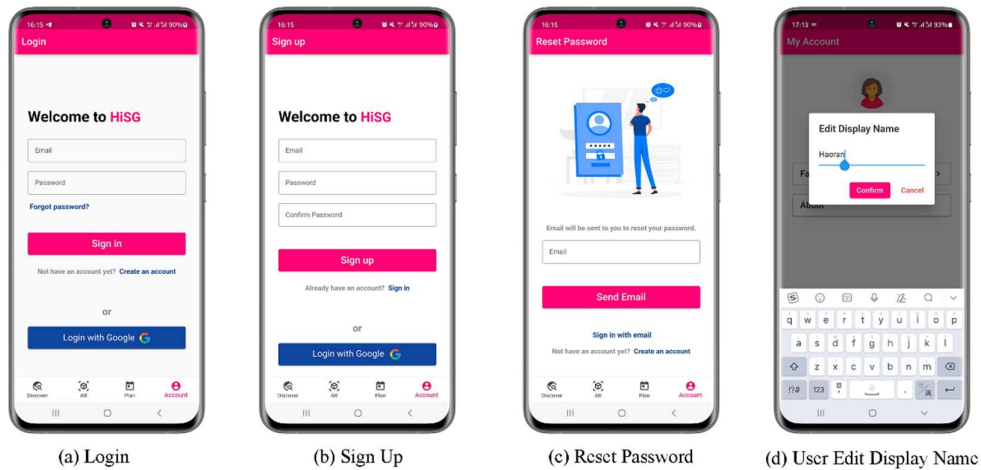 16:15
90%
Login
Welcome to HiSG
Email
Password
Forgot password?
Sign in
Not have an account yet? Create an account
or
Login with Google
Discover
AR
Plan
Account
(a) Login
16:15
90%
Sign up
Welcome to HiSG
Email
Password
Confirm Password
Sign up
Already have an account? Sign in
or
Login with Google
Discover
AR
Plan
Account
(b) Sign Up
16:15
90%
Reset Password
Email will be sent to you to reset your password.
Email
Send Email
Sign in with email
Not have an account yet? Create an account
Discover
AR
Plan
Account
(c) Reset Password
17:13
93%
My Account
Edit Display Name
Haoran
Confirm
Cancel
Fa
About
q w e r t y u i o p
a s d f g h j k l
z x c v b n m
!?# 123 .
(d) User Edit Display Name